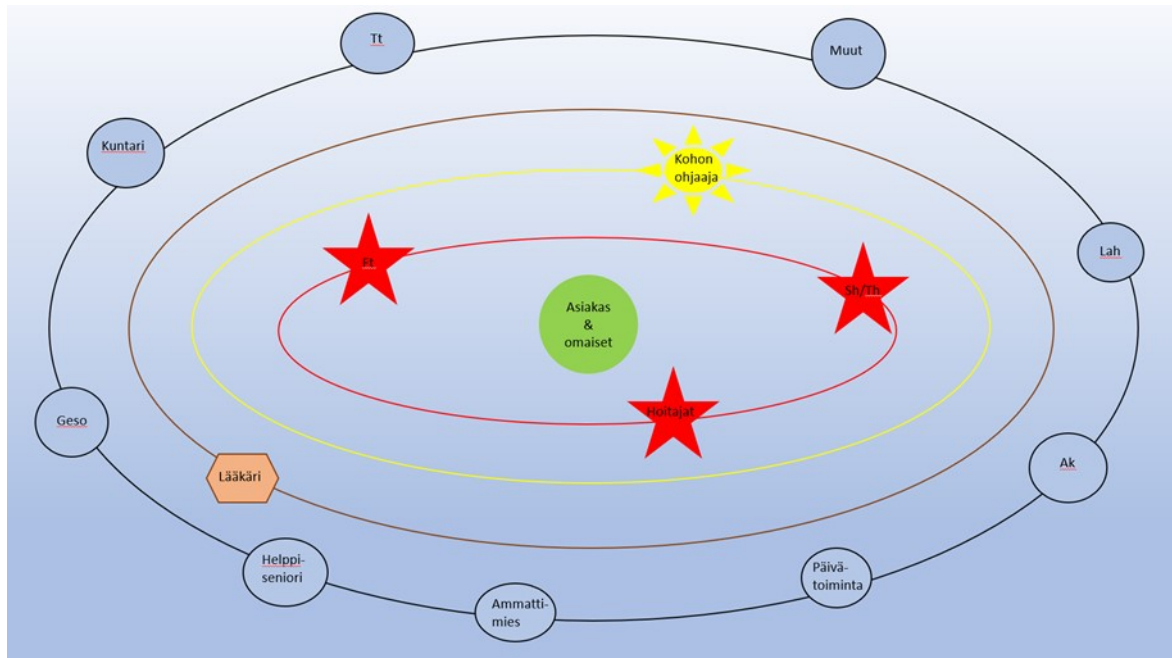 Tt
Muut
Kuntari
Kohon
ohjaaja
Ft
Sh/Th
Lah
Asiakas
&
omaiset
Hoitajat
Geso
Lääkäri
Ak
Helppi-
seniori
Ammatti-
mies
Päivä-
toiminta